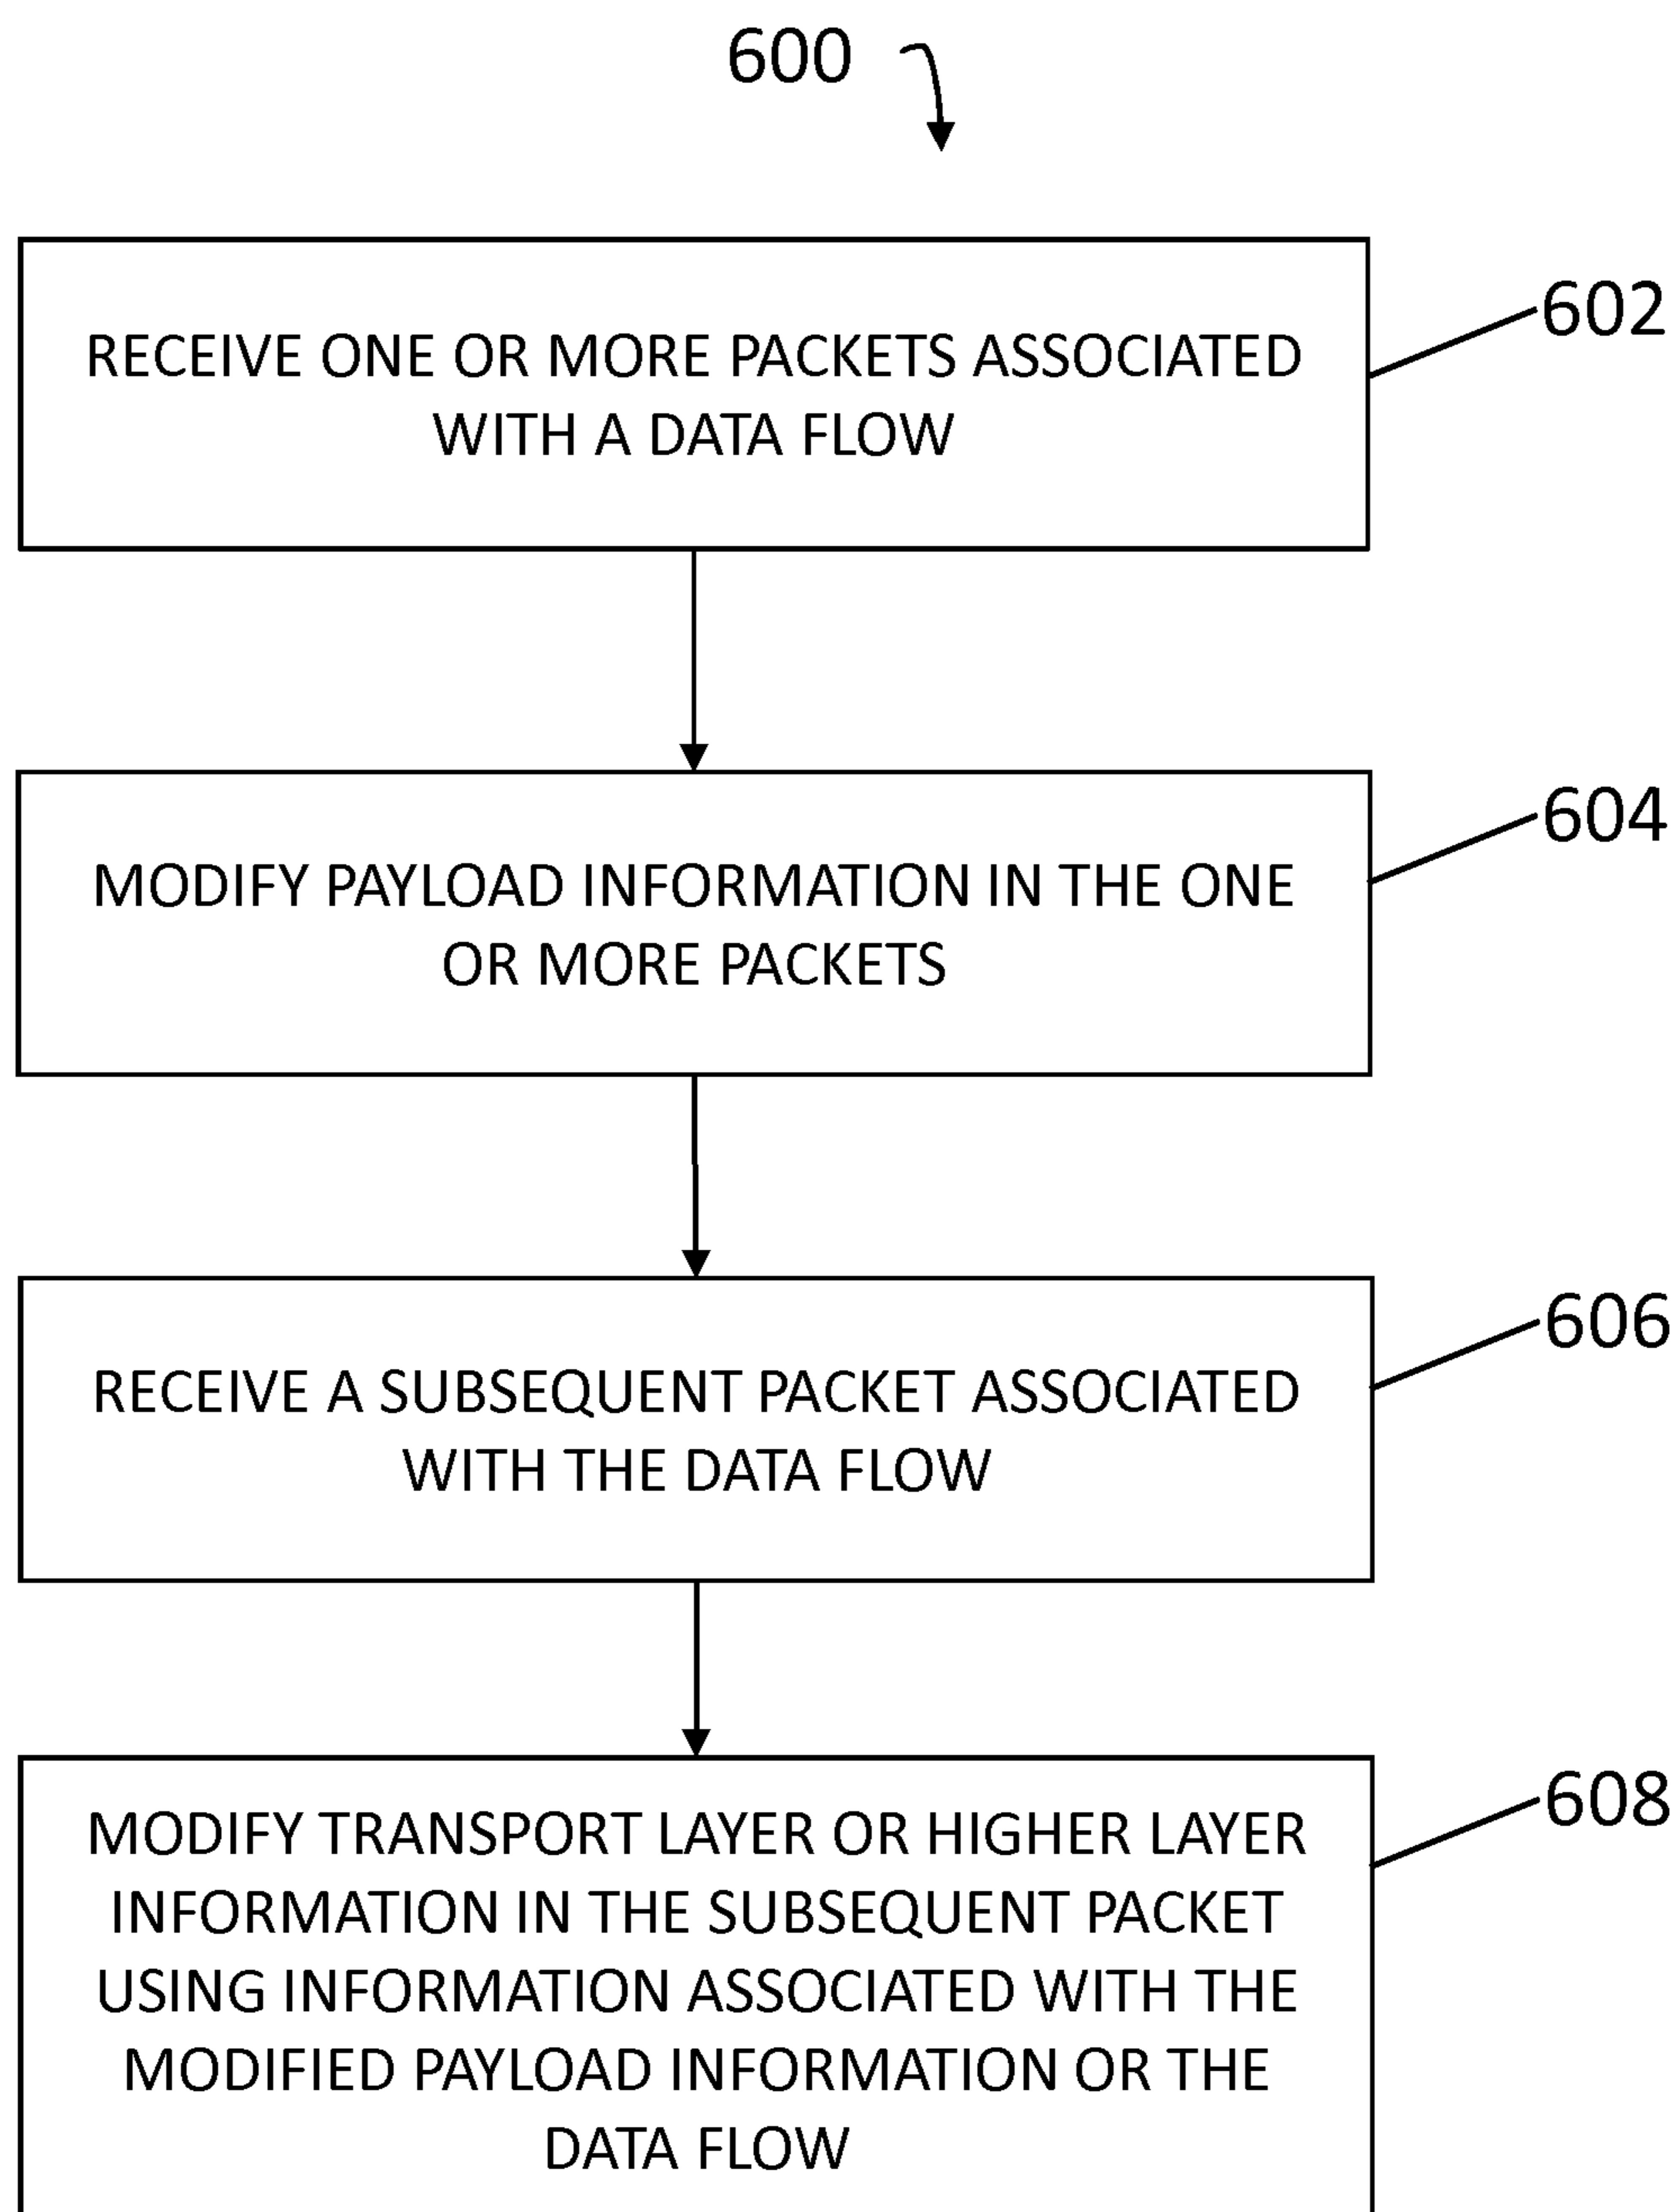 600
RECEIVE ONE OR MORE PACKETS ASSOCIATED
WITH A DATA FLOW
602
MODIFY PAYLOAD INFORMATION IN THE ONE
OR MORE PACKETS
604
RECEIVE A SUBSEQUENT PACKET ASSOCIATED
WITH THE DATA FLOW
606
MODIFY TRANSPORT LAYER OR HIGHER LAYER
INFORMATION IN THE SUBSEQUENT PACKET
USING INFORMATION ASSOCIATED WITH THE
MODIFIED PAYLOAD INFORMATION OR THE
DATA FLOW
608